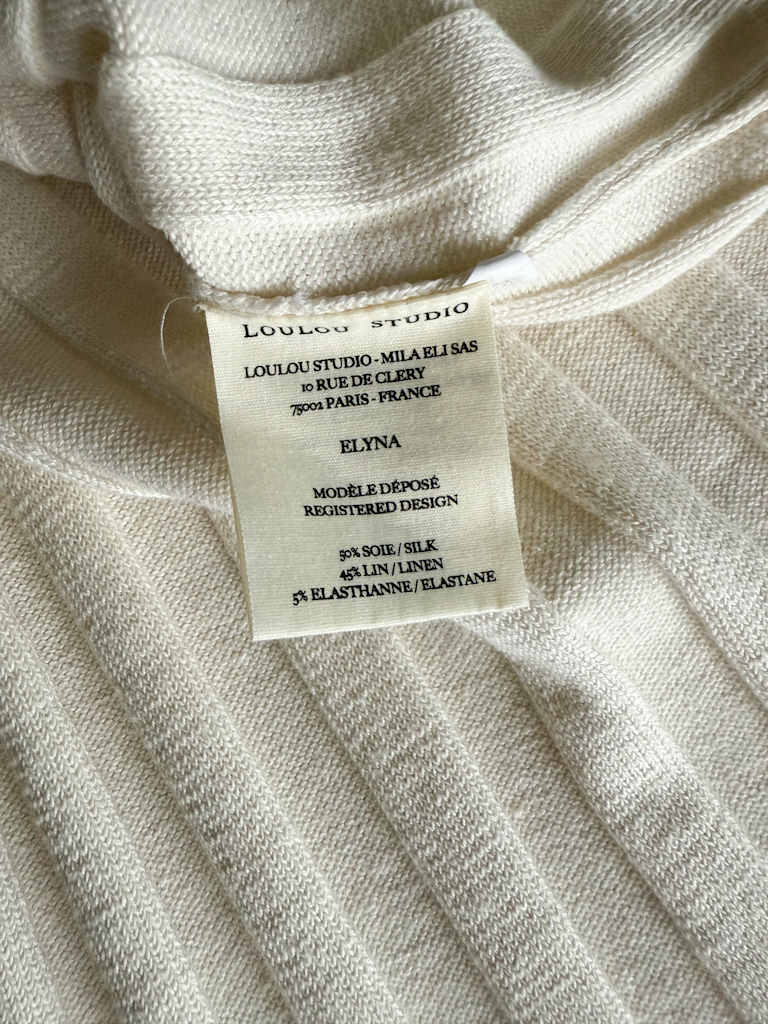 LOULOU STUDIO
LOULOU STUDIO - MILA ELI SAS
10 RUE DE CLERY
75002 PARIS - FRANCE
ELYNA
MODÈLE DÉPOSÉ
REGISTERED DESIGN
50% SOIE / SILK
45% LIN / LINEN
5% ELASTHANNE / ELASTANE